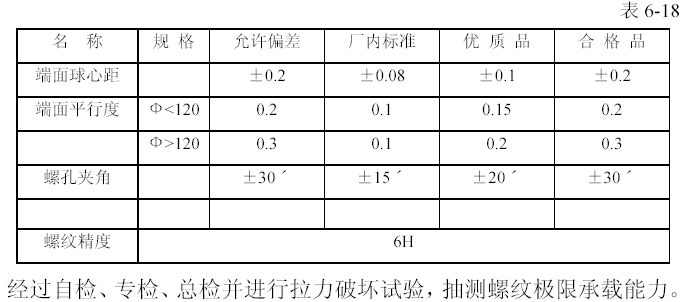 表 6-18
名 称 规 格 允许偏差 厂内标准 优 质 品 合 格 品
端面球心距 ±0.2 ±0.08 ±0.1 ±0.2
端面平行度 Φ<120 0.2 0.1 0.15 0.2
Φ>120 0.3 0.1 0.2 0.3
螺孔夹角 ±30′ ±15′ ±20′ ±30′
螺纹精度 6H
经过自检、专检、总检并进行拉力破坏试验，抽测螺纹极限承载能力。